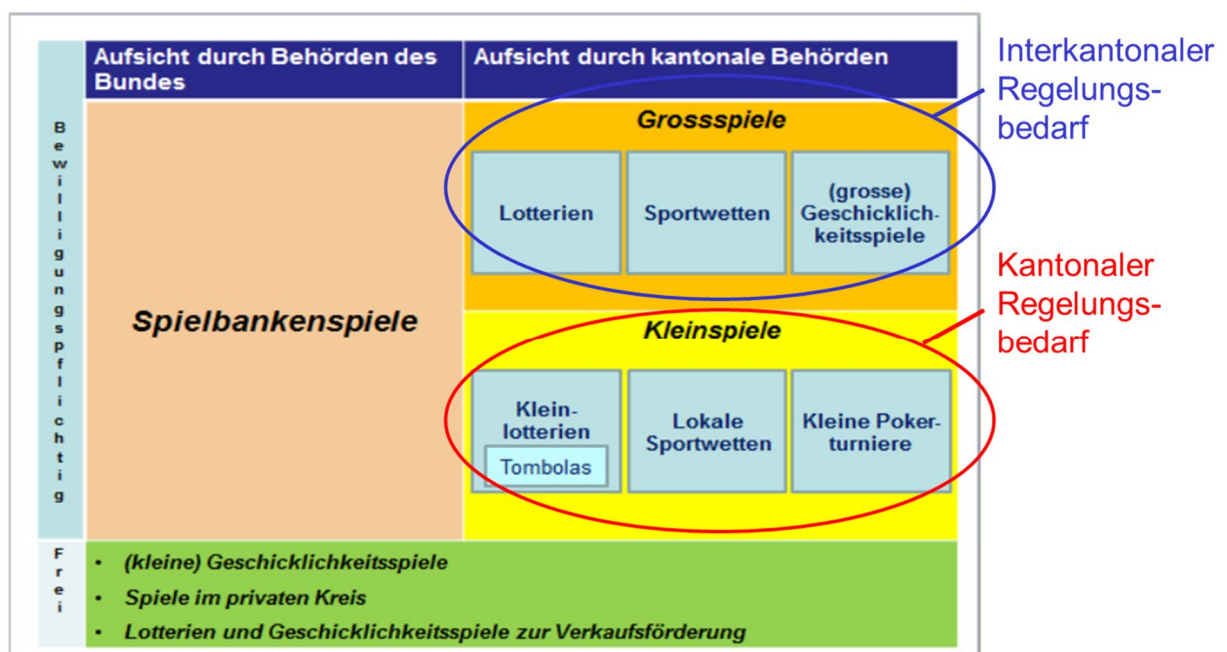 Aufsicht durch Behörden des
Bundes
Aufsicht durch kantonale Behörden
Interkantonaler
Regelungs-
bedarf
Bewilligungspflichtig
Spielbankenspiele
Grossspiele
Lotterien
Sportwetten
(grosse)
Geschicklich-
keitsspiele
Kantonaler
Regelungs-
bedarf
Kleinspiele
Klein-
lotterien
Tombolas
Lokale
Sportwetten
Kleine Poker-
turniere
Frei
• (kleine) Geschicklichkeitsspiele
• Spiele im privaten Kreis
• Lotterien und Geschicklichkeitsspiele zur Verkaufsförderung